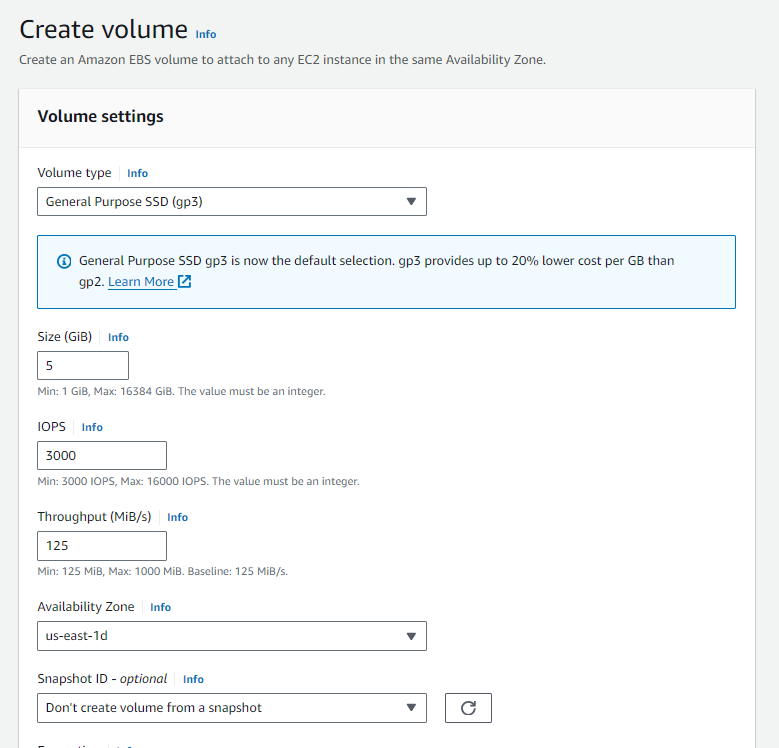 Create volume Info
Create an Amazon EBS volume to attach to any EC2 instance in the same Availability Zone.
Volume settings
Volume type Info
General Purpose SSD (gp3)
General Purpose SSD gp3 is now the default selection. gp3 provides up to 20% lower cost per GB than
gp2. Learn More
Size (GiB) Info
5
Min: 1 GiB, Max: 16384 GiB. The value must be an integer.
IOPS Info
3000
Min: 3000 IOPS, Max: 16000 IOPS. The value must be an integer.
Throughput (MiB/s) Info
125
Min: 125 MiB, Max: 1000 MiB. Baseline: 125 MiB/s.
Availability Zone Info
us-east-1d
Snapshot ID - optional Info
Don't create volume from a snapshot